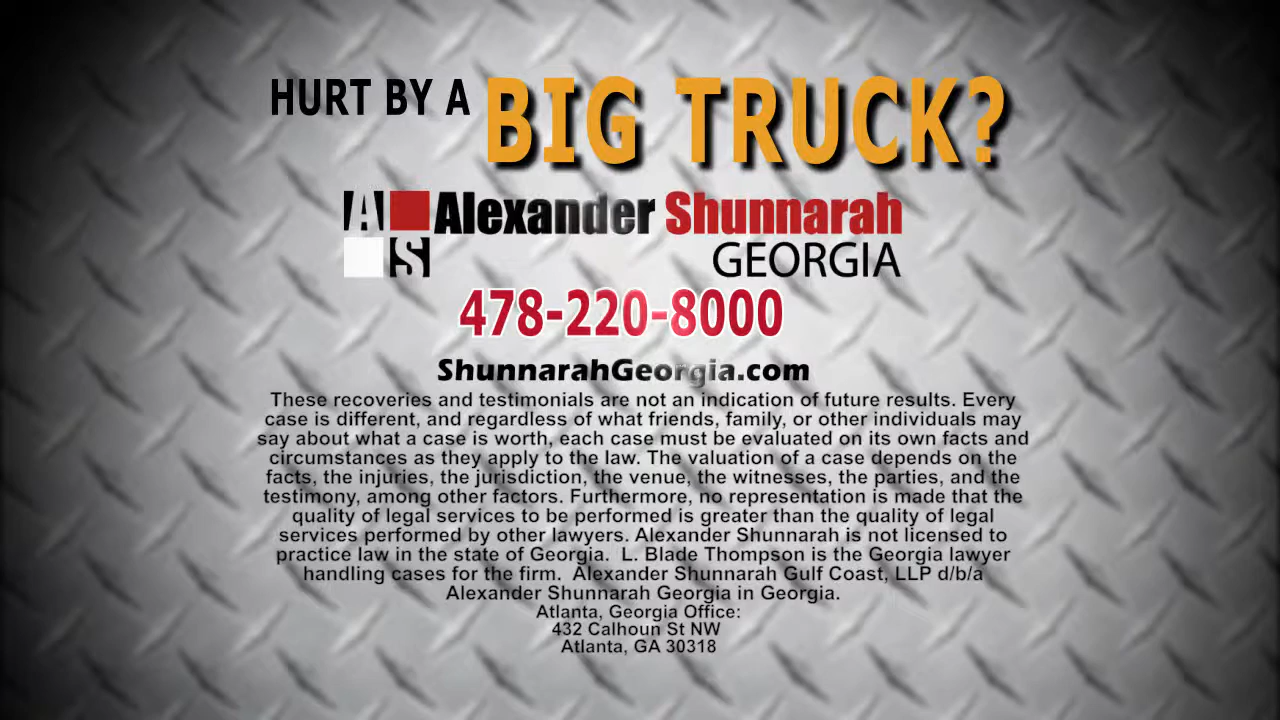 HURT BY A BIG TRUCK?
AS Alexander Shunnarah
GEORGIA
478-220-8000
ShunnarahGeorgia.com
These recoveries and testimonials are not an indication of future results. Every
case is different, and regardless of what friends, family, or other individuals may
say about what a case is worth, each case must be evaluated on its own facts and
circumstances as they apply to the law. The valuation of a case depends on the
facts, the injuries, the jurisdiction, the venue, the witnesses, the parties, and the
testimony, among other factors. Furthermore, no representation is made that the
quality of legal services to be performed is greater than the quality of legal
services performed by other lawyers. Alexander Shunnarah is not licensed to
practice law in the state of Georgia. L. Blade Thompson is the Georgia lawyer
handling cases for the firm. Alexander Shunnarah Gulf Coast, LLP d/b/a
Alexander Shunnarah Georgia in Georgia.
Atlanta, Georgia Office:
432 Calhoun St NW
Atlanta, GA 30318